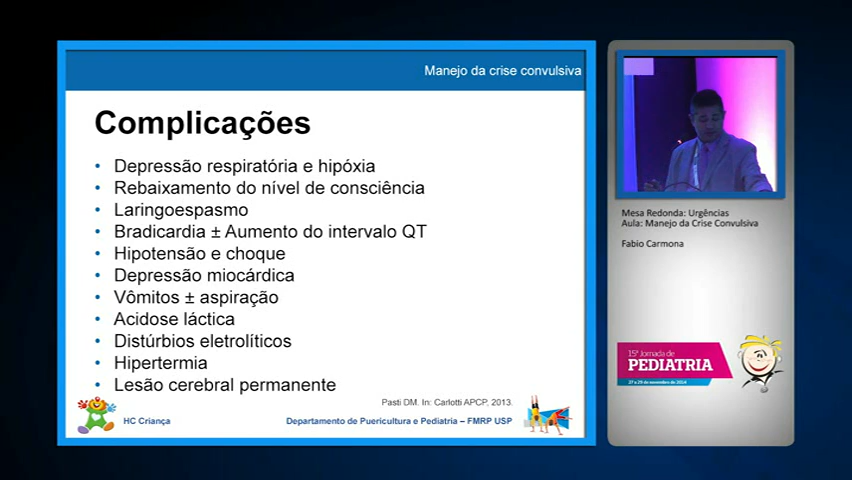 Manejo da crise convulsiva
Complicações
• Depressão respiratória e hipóxia
• Rebaixamento do nível de consciência
• Laringoespasmo
• Bradicardia ± Aumento do intervalo QT
• Hipotensão e choque
• Depressão miocárdica
• Vômitos ± aspiração
• Acidose láctica
• Distúrbios eletrolíticos
• Hipertermia
• Lesão cerebral permanente
Pasti DM. In: Carlotti APCP, 2013.
HC Criança
Departamento de Puericultura e Pediatria – FMRP USP
Mesa Redonda: Urgências
Aula: Manejo da Crise Convulsiva
Fabio Carmona
15ª Jornada de
PEDIATRIA
27 a 29 de novembro de 2014